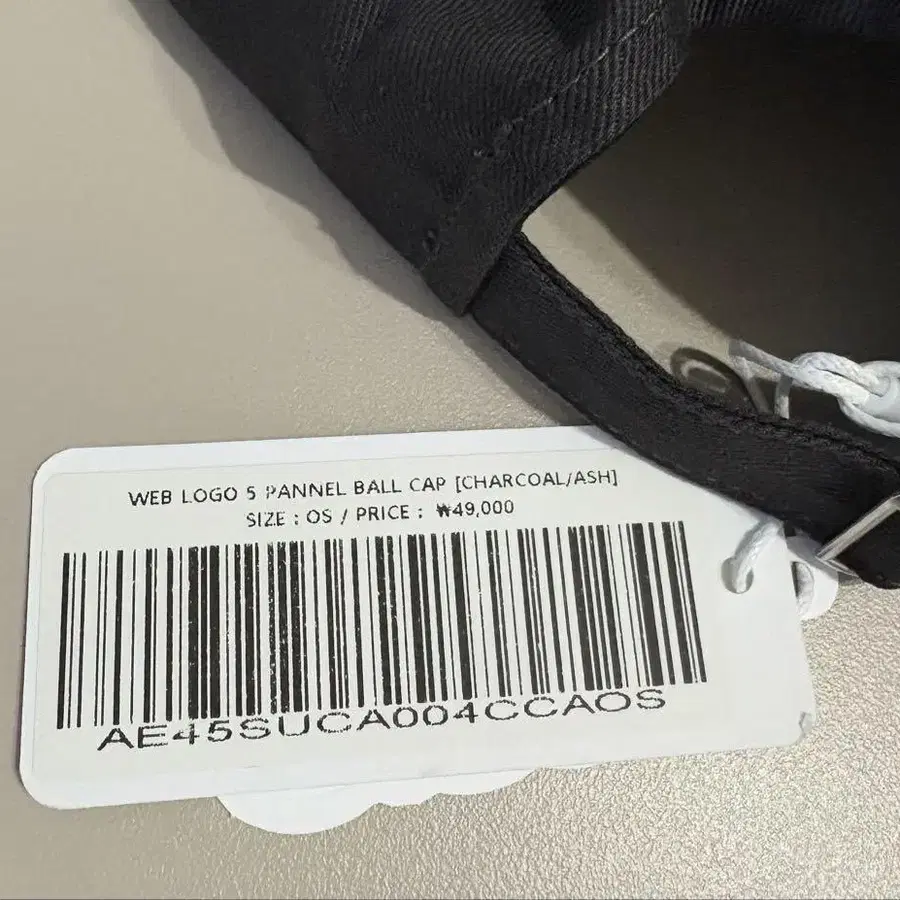 WEB LOGO 5 PANNEL BALL CAP [CHARCOAL/ASH]
SIZE : OS / PRICE : ₩49,000
AE45SUCA004CCAOS